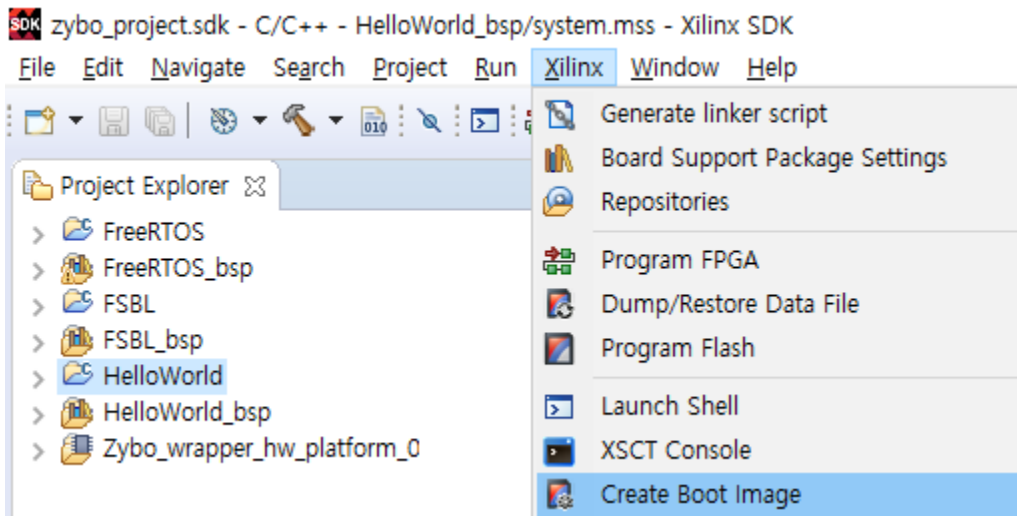 SDK zybo_project.sdk - C/C++ - HelloWorld_bsp/system.mss - Xilinx SDK
File Edit Navigate Search Project Run Xilinx Window Help
010
Project Explorer
FreeRTOS
FreeRTOS_bsp
FSBL
FSBL_bsp
HelloWorld
HelloWorld_bsp
Zybo_wrapper_hw_platform_0
Generate linker script
Board Support Package Settings
Repositories
Program FPGA
Dump/Restore Data File
Program Flash
Launch Shell
XSCT Console
Create Boot Image